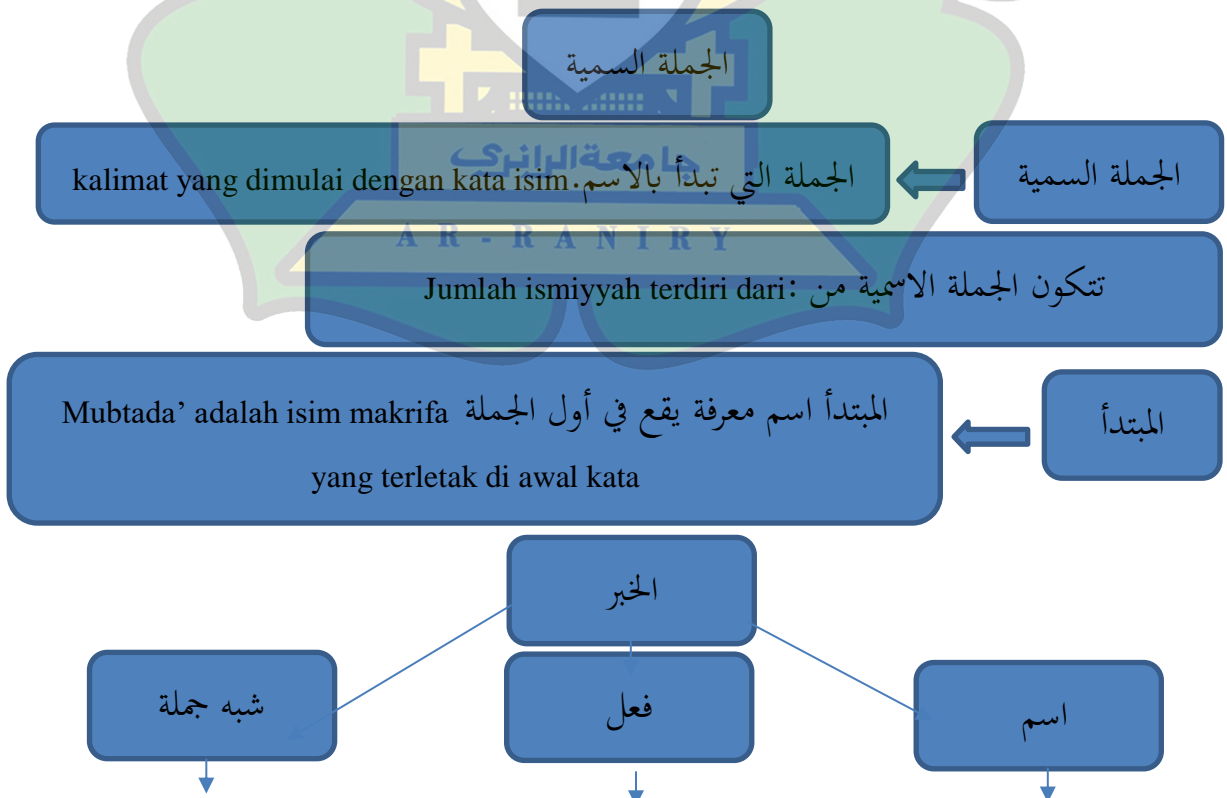 الجملة السمية
الجملة السمية
الجملة التي تبدأ بالاسم.kalimat yang dimulai dengan kata isim
جامعةالرانري
A R - R A N I R Y
تتكون الجملة الاسمية من :Jumlah ismiyyah terdiri dari
المبتدأ
المبتدأ اسم معرفة يقع في أول الجملة Mubtada’ adalah isim makrifa
yang terletak di awal kata
الخبر
اسم
فعل
شبه جملة